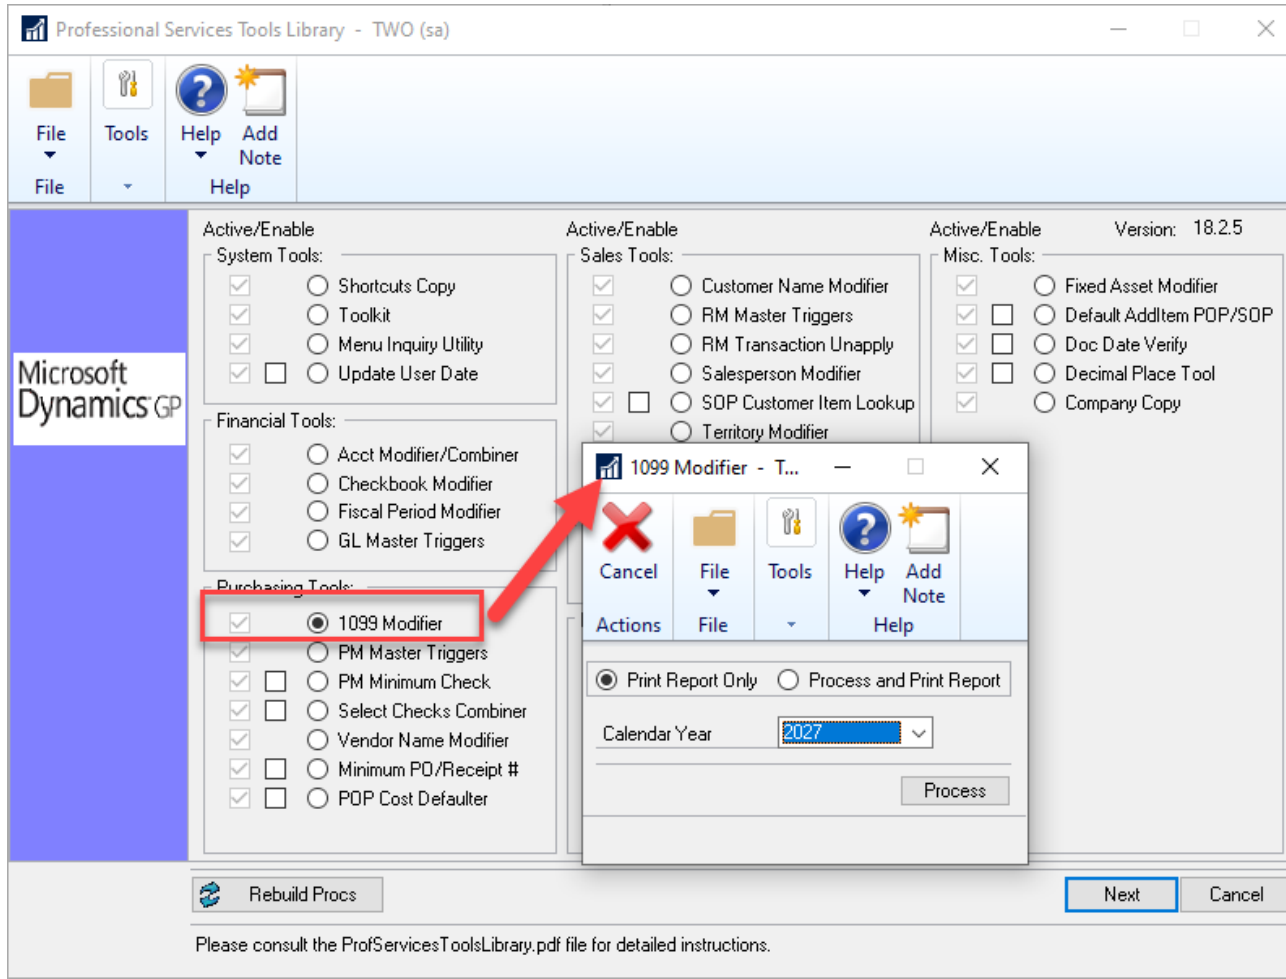 Professional Services Tools Library - TWO (sa)
File
Tools
Help
Add
Note
File
Help
Microsoft
Dynamics GP
Active/Enable
System Tools:
Shortcuts Copy
Toolkit
Menu Inquiry Utility
Update User Date
Financial Tools:
Acct Modifier/Combiner
Checkbook Modifier
Fiscal Period Modifier
GL Master Triggers
Purchasing Tools:
1099 Modifier
PM Master Triggers
PM Minimum Check
Select Checks Combiner
Vendor Name Modifier
Minimum PO/Receipt #
POP Cost Defaulter
Active/Enable
Sales Tools:
Customer Name Modifier
RM Master Triggers
RM Transaction Unapply
Salesperson Modifier
SOP Customer Item Lookup
Territory Modifier
Active/Enable
Version: 18.2.5
Misc. Tools:
Fixed Asset Modifier
Default AddItem POP/SOP
Doc Date Verify
Decimal Place Tool
Company Copy
1099 Modifier - T...
Cancel
File
Tools
Help
Add
Note
Actions
File
Help
Print Report Only
Process and Print Report
Calendar Year
2027
Process
Rebuild Procs
Next
Cancel
Please consult the ProfServicesToolsLibrary.pdf file for detailed instructions.